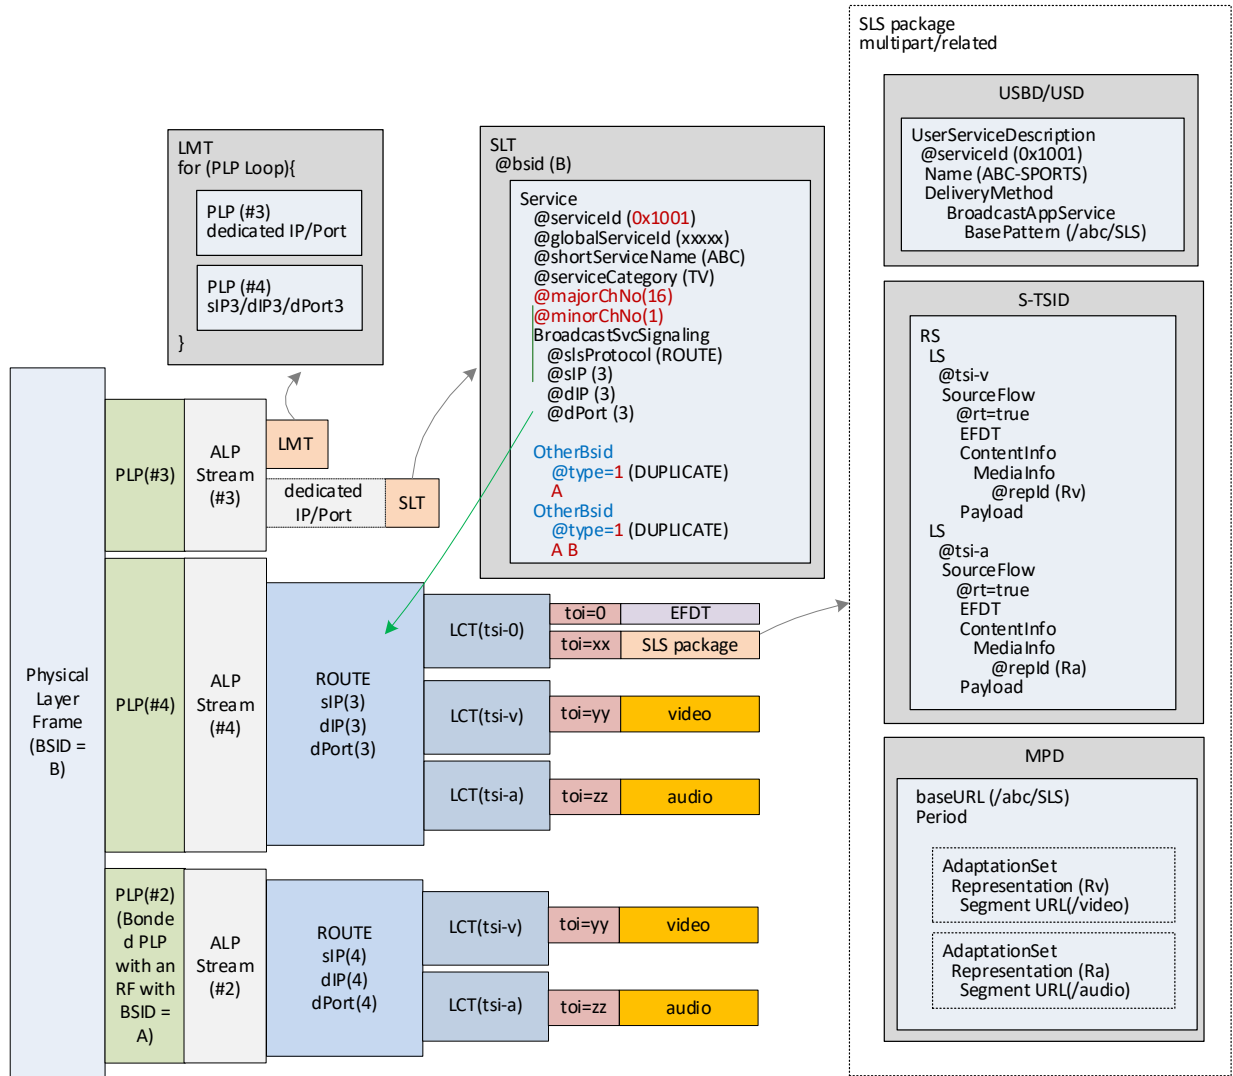 SLS package
multipart/related
USBD/USD
UserServiceDescription
@serviceId (0x1001)
Name (ABC-SPORTS)
DeliveryMethod
BroadcastAppService
BasePattern (/abc/SLS)
S-TSID
RS
LS
@tsi-v
SourceFlow
@rt=true
EFDT
ContentInfo
MediaInfo
@repId (Rv)
Payload
LS
@tsi-a
SourceFlow
@rt=true
EFDT
ContentInfo
MediaInfo
@repId (Ra)
Payload
MPD
baseURL (/abc/SLS)
Period
AdaptationSet
Representation (Rv)
Segment URL(/video)
AdaptationSet
Representation (Ra)
Segment URL(/audio)
LMT
for (PLP Loop){
PLP (#3)
dedicated IP/Port
PLP (#4)
sIP3/dIP3/dPort3
}
SLT
@bsid (B)
Service
@serviceId (0x1001)
@globalServiceId (xxxxx)
@shortServiceName (ABC)
@serviceCategory (TV)
@majorChNo(16)
@minorChNo(1)
BroadcastSvcSignaling
@slsProtocol (ROUTE)
@sIP (3)
@dIP (3)
@dPort (3)
OtherBsid
@type=1 (DUPLICATE)
A
OtherBsid
@type=1 (DUPLICATE)
A B
Physical
Layer
Frame
(BSID =
B)
PLP(#3)
ALP
Stream
(#3)
LMT
dedicated
IP/Port
SLT
PLP(#4)
ALP
Stream
(#4)
ROUTE
sIP(3)
dIP(3)
dPort(3)
LCT(tsi-0)
toi=0
EFDT
toi=xx
SLS package
LCT(tsi-v)
toi=yy
video
LCT(tsi-a)
toi=zz
audio
PLP(#2)
(Bonde
d PLP
with an
RF with
BSID =
A)
ALP
Stream
(#2)
ROUTE
sIP(4)
dIP(4)
dPort(4)
LCT(tsi-v)
toi=yy
video
LCT(tsi-a)
toi=zz
audio